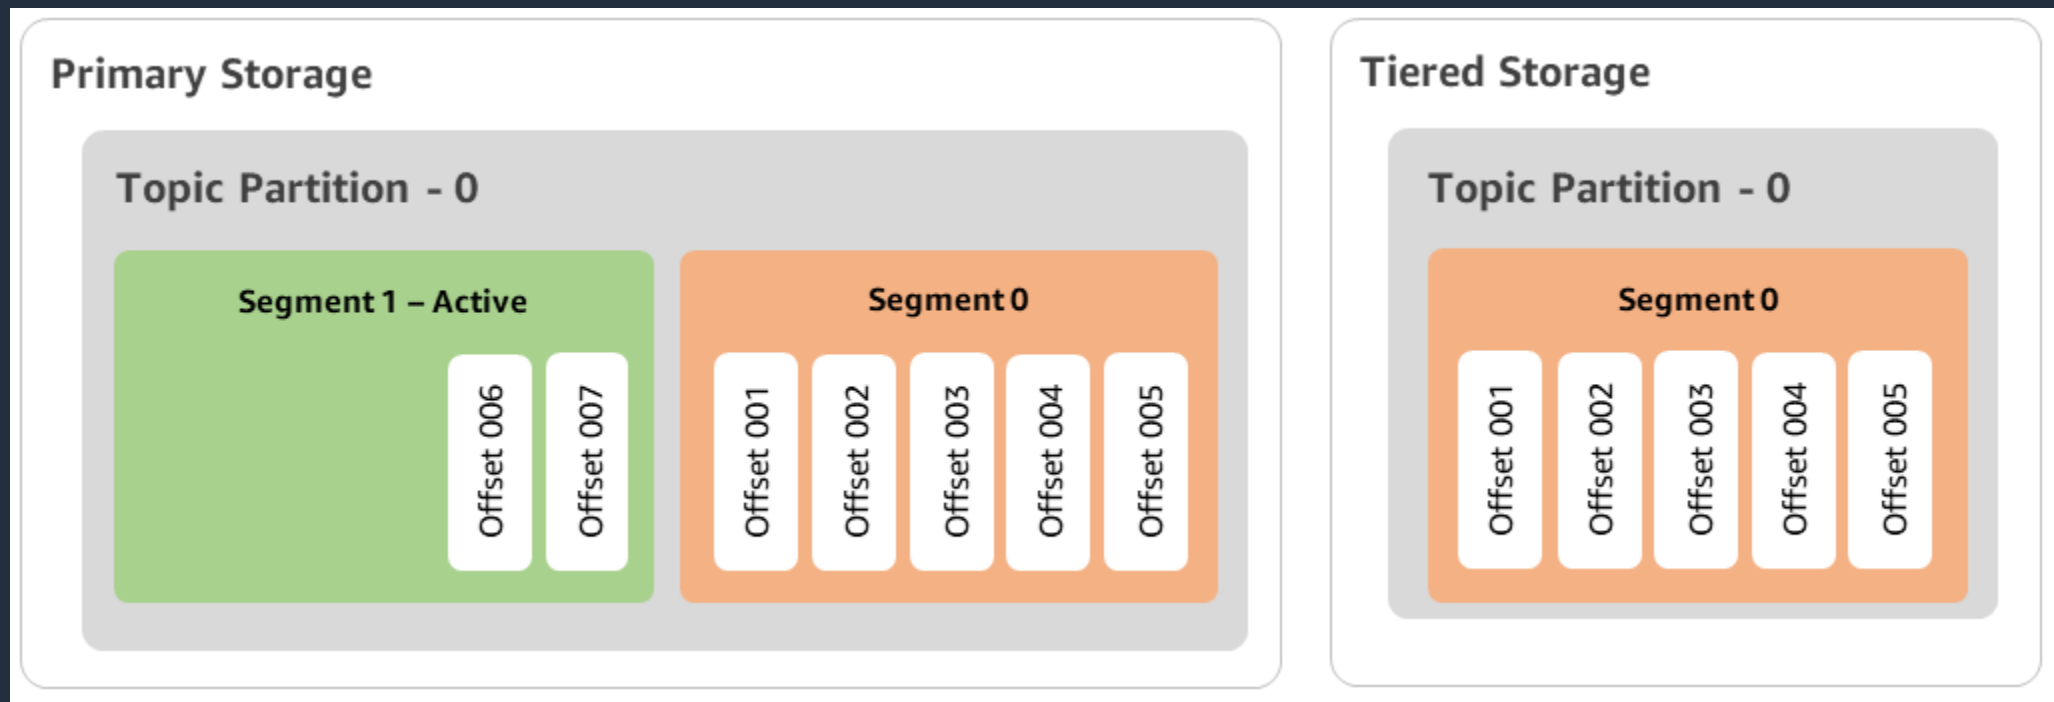 Primary Storage
Topic Partition - 0
Segment 1 – Active
Offset 006
Offset 007
Segment 0
Offset 001
Offset 002
Offset 003
Offset 004
Offset 005
Tiered Storage
Topic Partition - 0
Segment 0
Offset 001
Offset 002
Offset 003
Offset 004
Offset 005